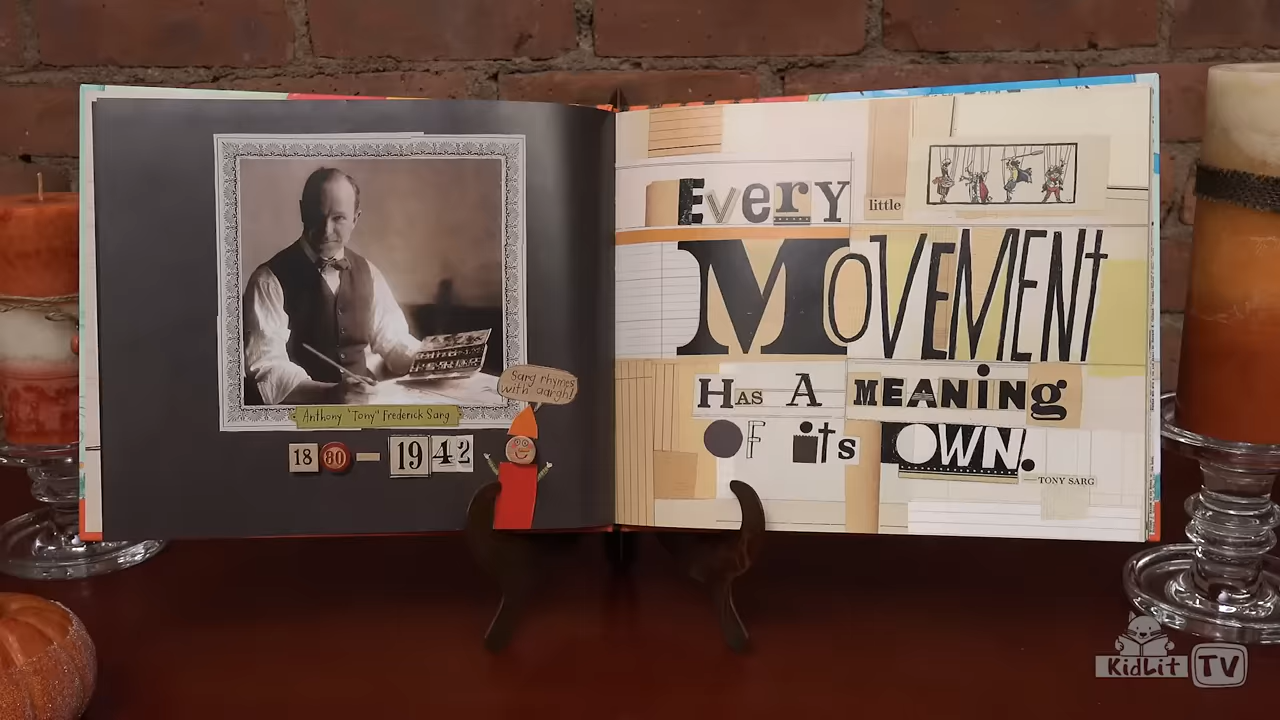 Sarg rhymes
with aargh!
Anthony "Tony" Frederick Sarg
1880-1942
Every little
MOVEMENt
HAS A MEANiNg
OF its OWN.
—TONY SARG
KidLit TV